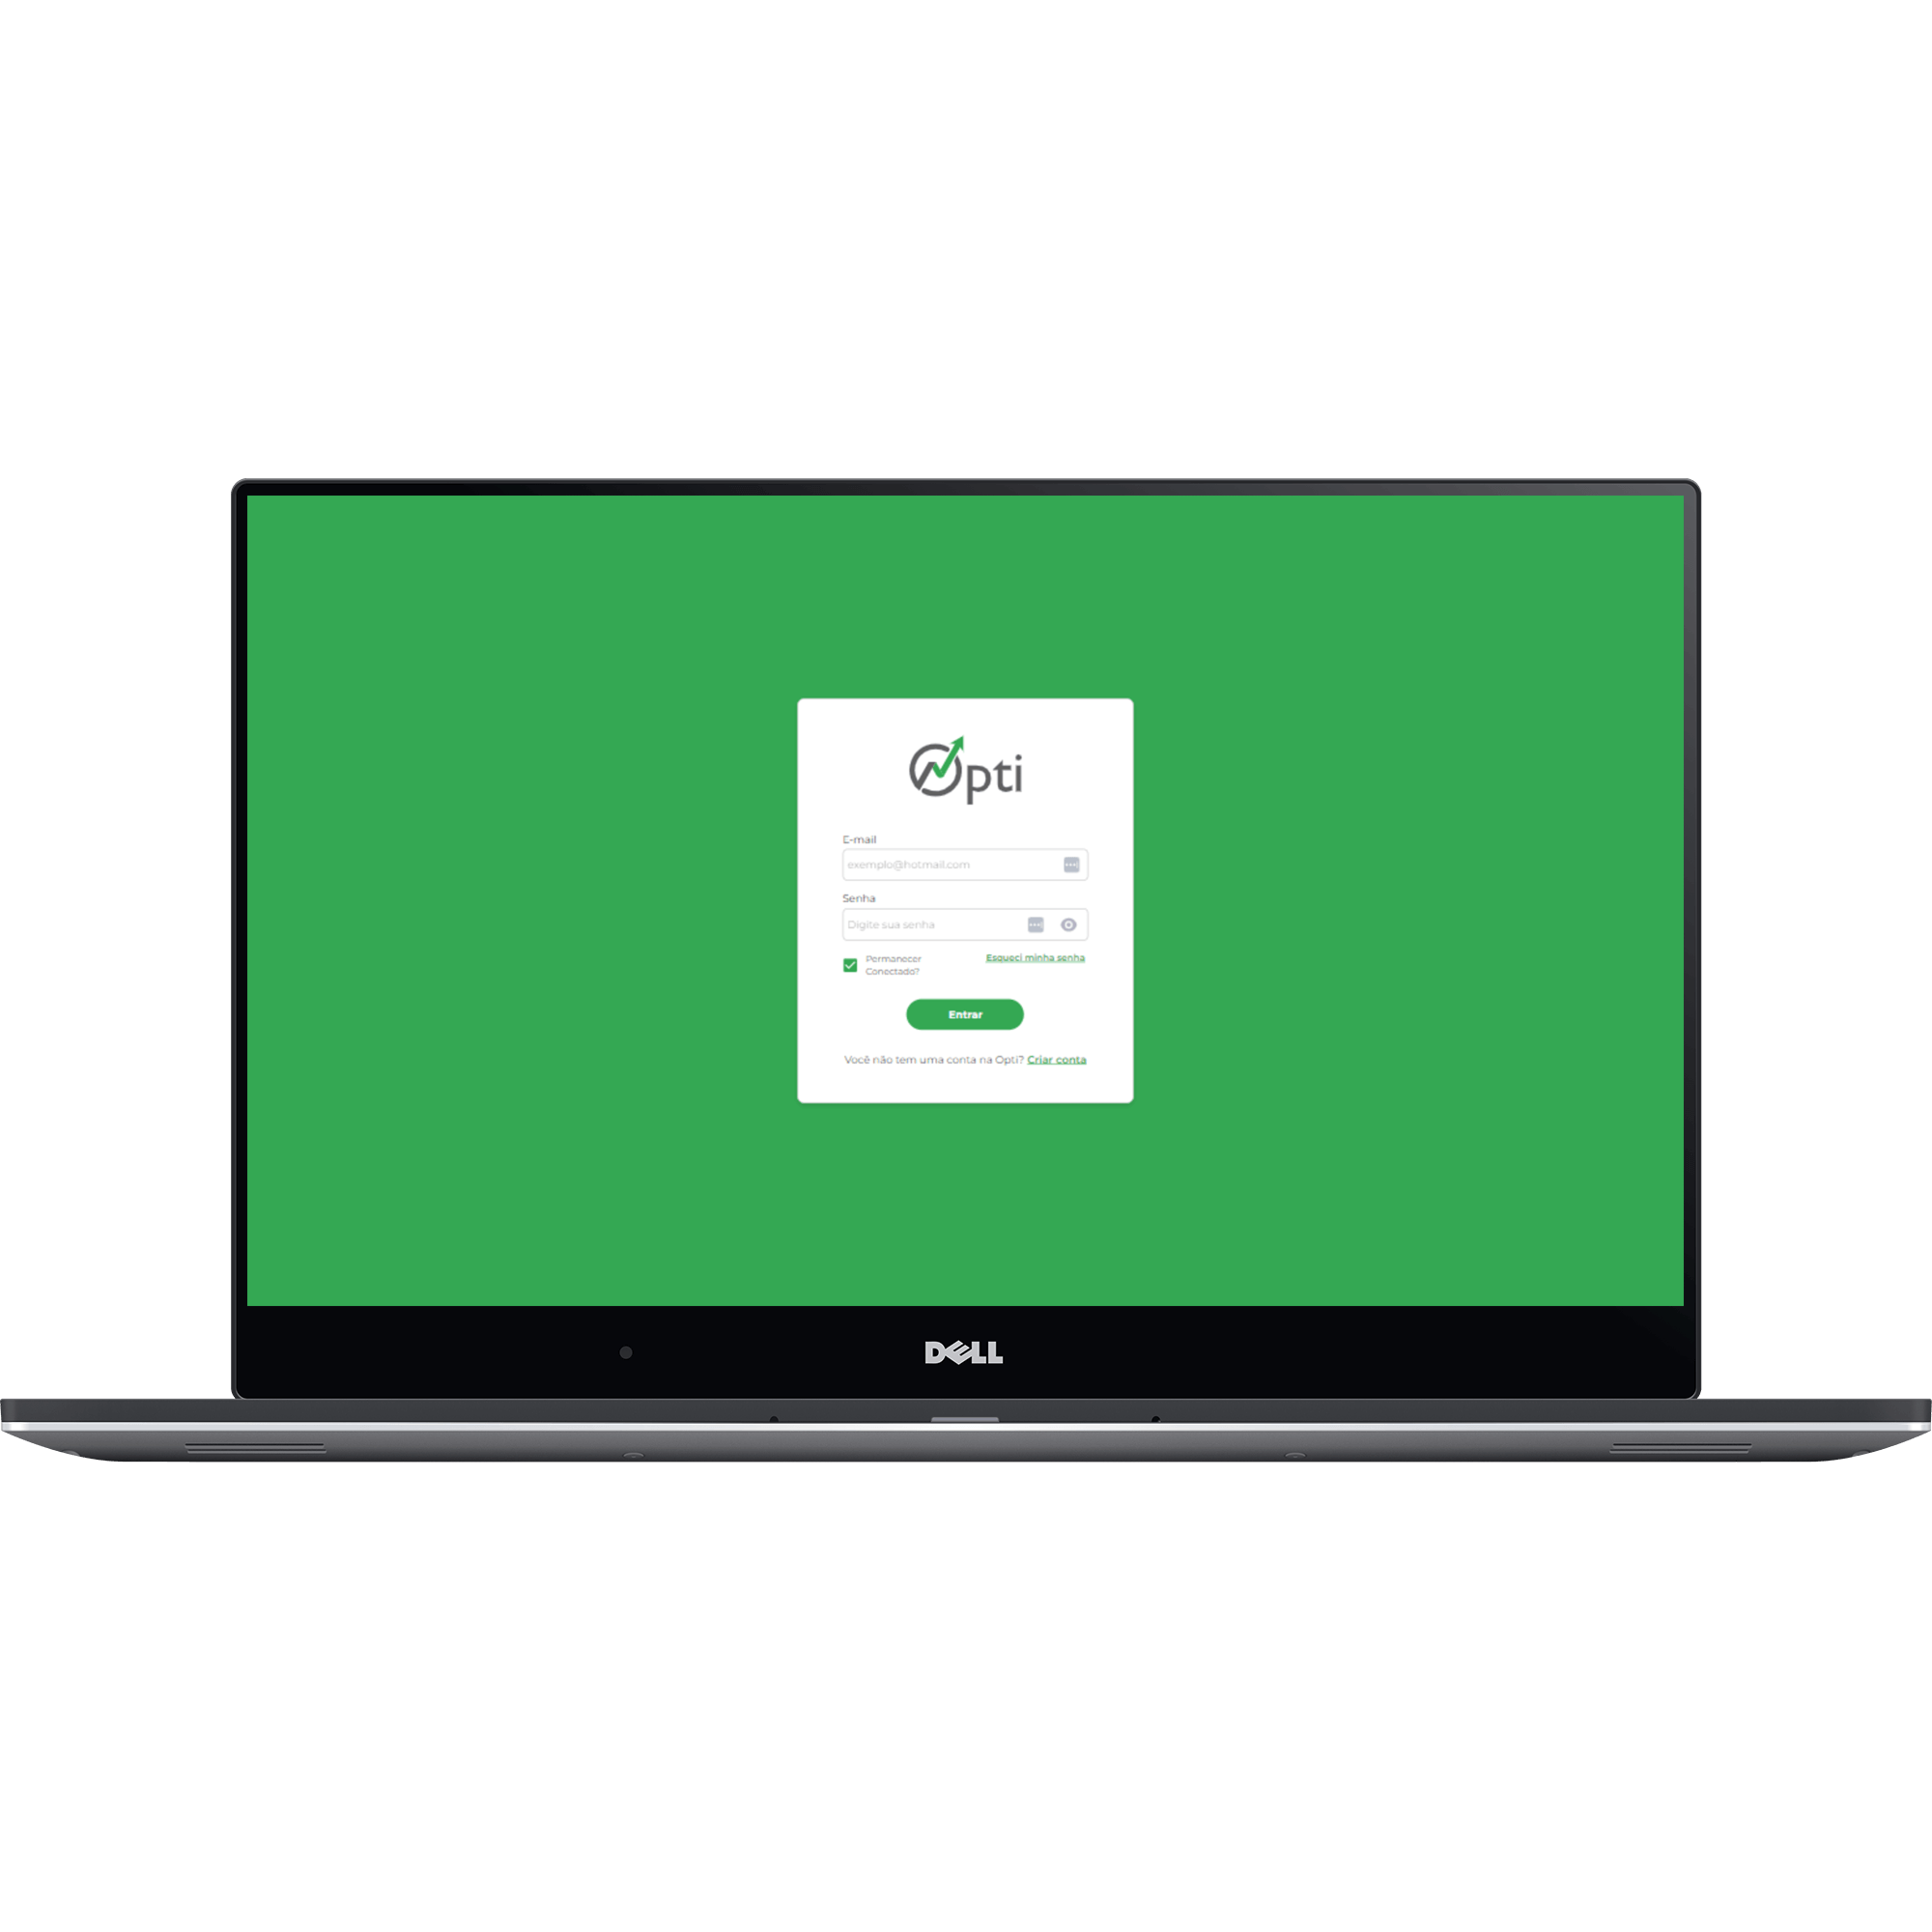 Opti
E-mail
exemplo@hotmail.com
Senha
Digite sua senha
Permanecer
Conectado?
Esqueci minha senha
Entrar
Você não tem uma conta na Opti? Criar conta
DELL